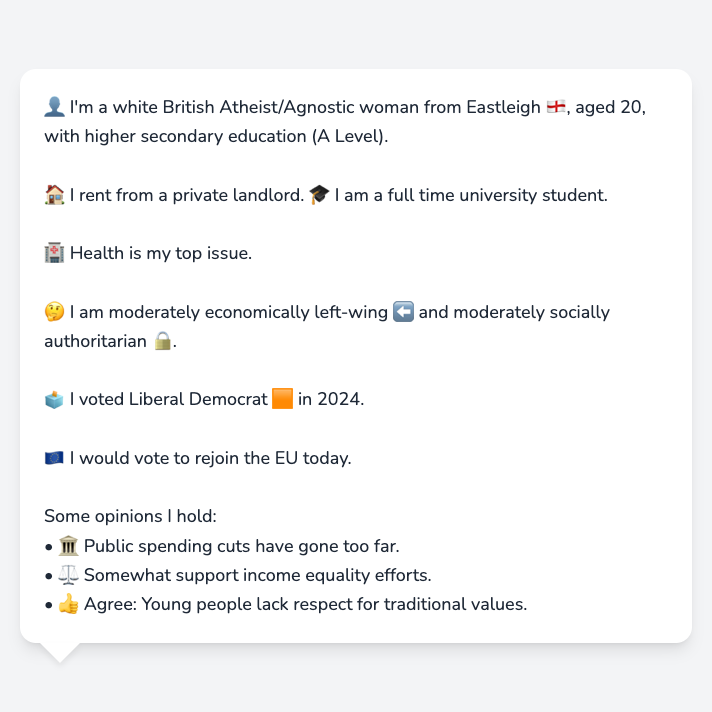 👤 I'm a white British Atheist/Agnostic woman from Eastleigh 🏴󠁧󠁢󠁥󠁮󠁧󠁿, aged 20,
with higher secondary education (A Level).
🏠 I rent from a private landlord. 🎓 I am a full time university student.
🏥 Health is my top issue.
🤔 I am moderately economically left-wing ⬅️ and moderately socially
authoritarian 🔒.
🗳️ I voted Liberal Democrat 🟧 in 2024.
🇪🇺 I would vote to rejoin the EU today.
Some opinions I hold:
• 🏛️ Public spending cuts have gone too far.
• ⚖️ Somewhat support income equality efforts.
• 👍 Agree: Young people lack respect for traditional values.